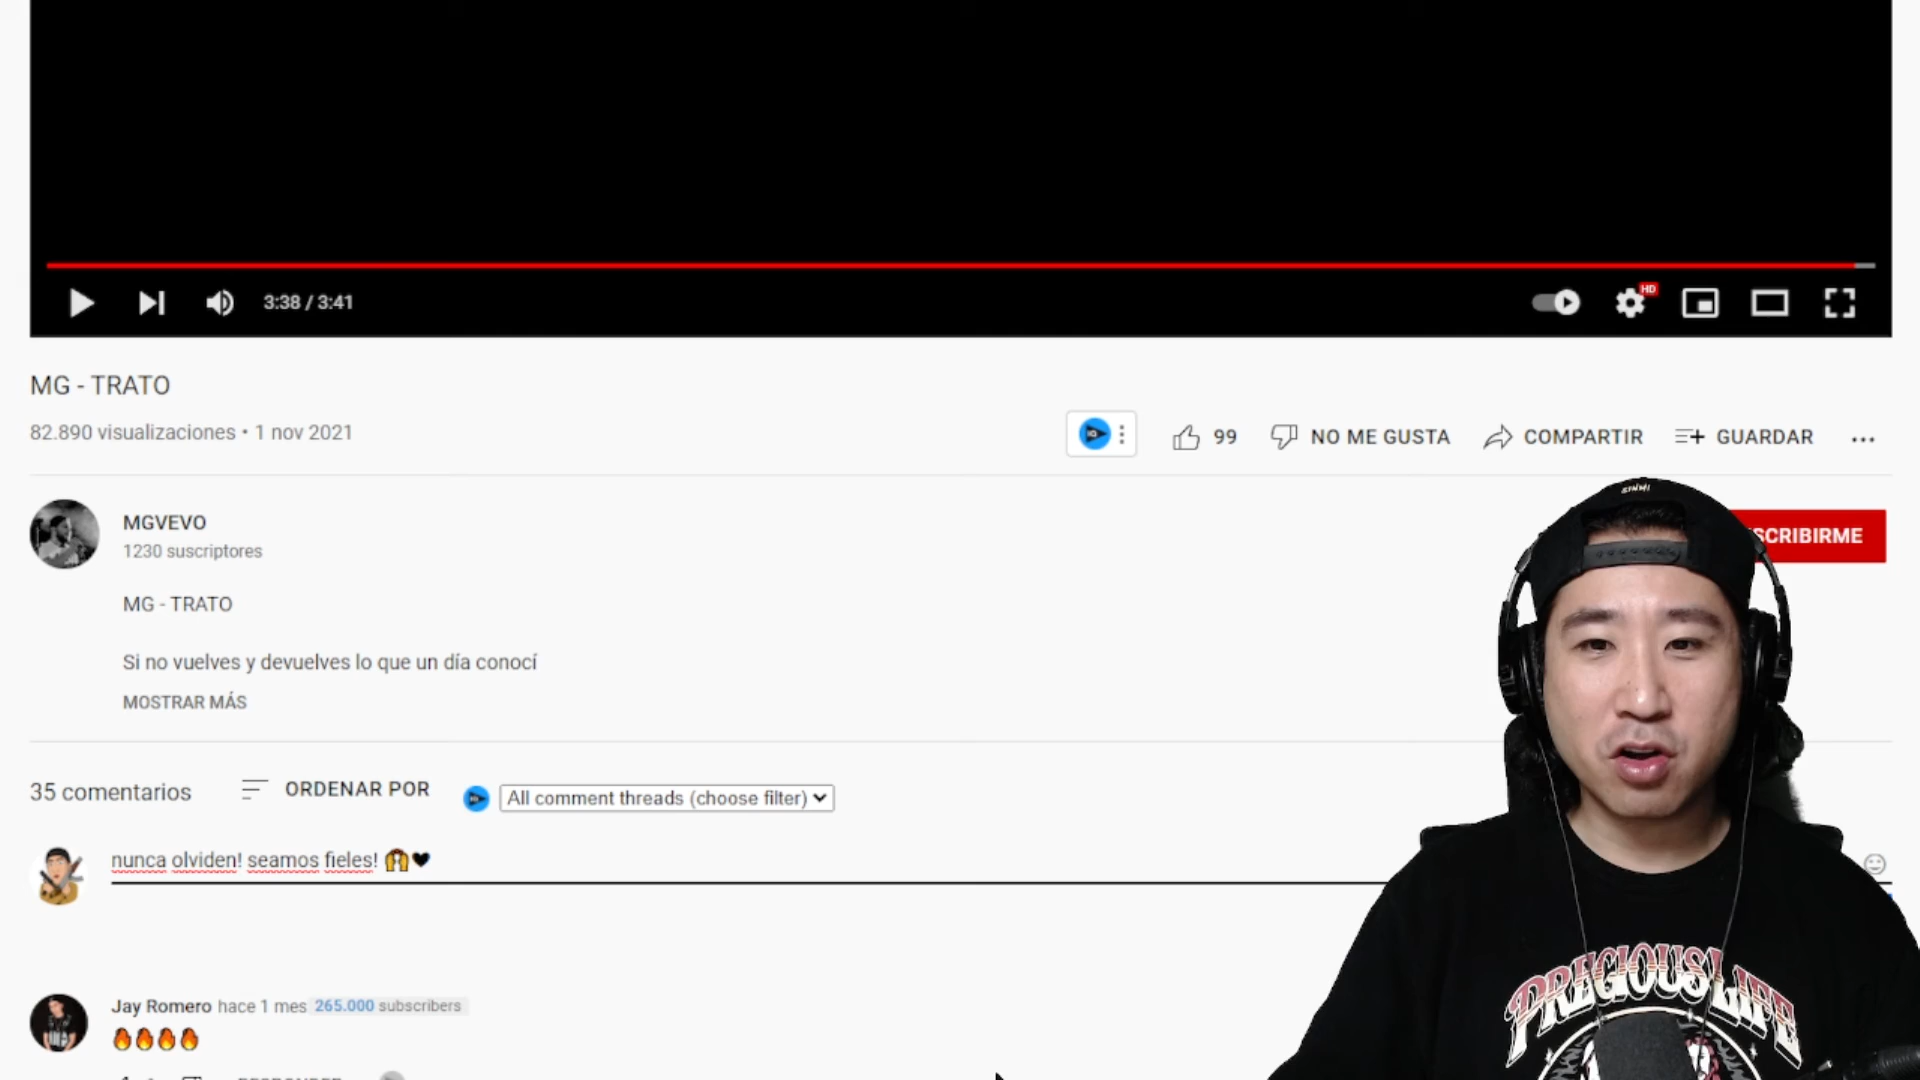 3:38 / 3:41
HD
MG - TRATO
82.890 visualizaciones • 1 nov 2021
99
NO ME GUSTA
COMPARTIR
GUARDAR
MGVEVO
1230 suscriptores
SCRIBIRME
MG - TRATO
Si no vuelves y devuelves lo que un día conocí
MOSTRAR MÁS
35 comentarios
ORDENAR POR
All comment threads (choose filter)
nunca olviden! seamos fieles! 🙌🖤
Jay Romero hace 1 mes 265.000 subscribers
🔥🔥🔥🔥
PRECIOUS LIFE